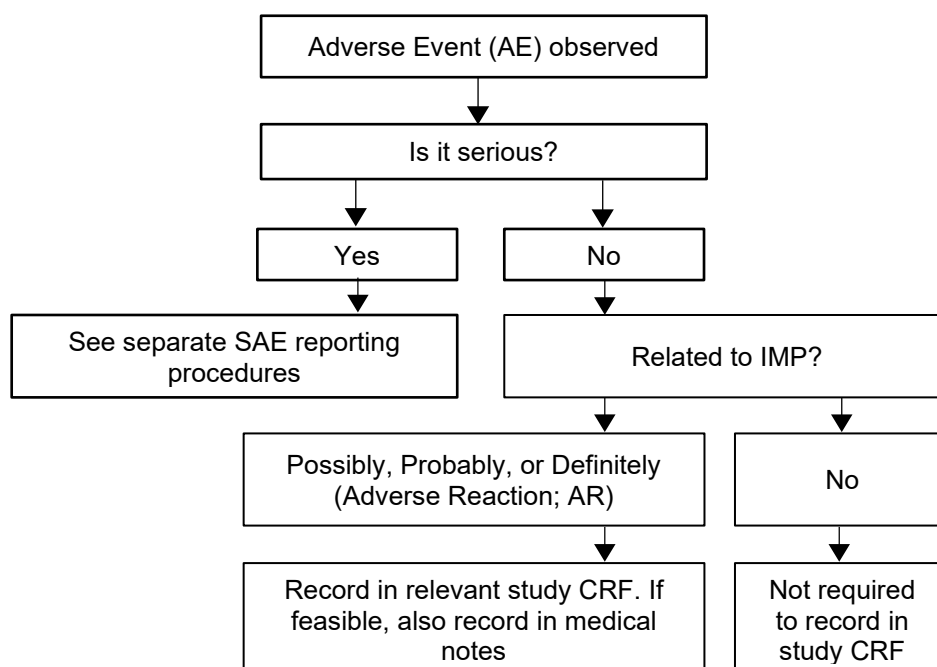 Adverse Event (AE) observed
Is it serious?
Yes
No
See separate SAE reporting
procedures
Related to IMP?
Possibly, Probably, or Definitely
(Adverse Reaction; AR)
No
Record in relevant study CRF. If
feasible, also record in medical
notes
Not required
to record in
study CRF